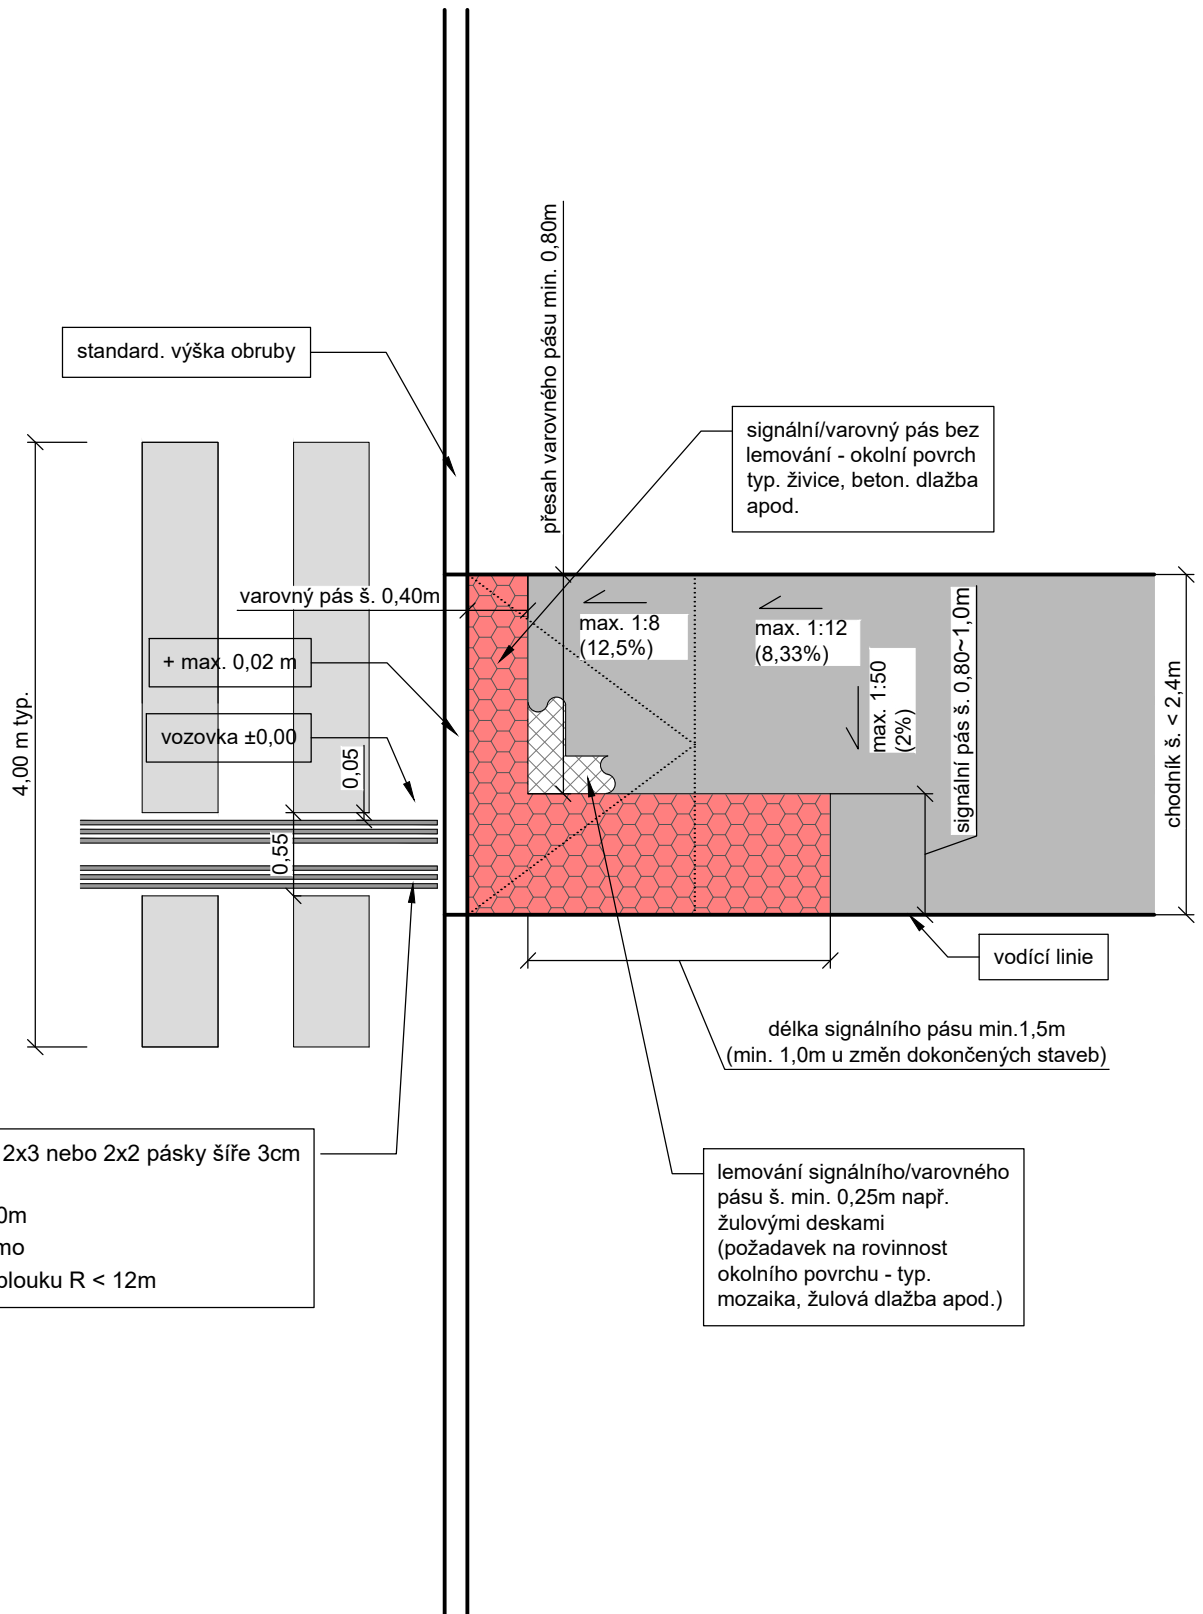 přesah varovného pásu min. 0,80m
standard. výška obruby
signální/varovný pás bez
lemování - okolní povrch
typ. živice, beton. dlažba
apod.
varovný pás š. 0,40m
max. 1:8
(12,5%)
max. 1:12
(8,33%)
max. 1:50
(2%)
signální pás š. 0,80~1,0m
chodník š. < 2,4m
+ max. 0,02 m
vozovka ±0,00
4,00 m typ.
0,05
0,55
vodící linie
délka signálního pásu min.1,5m
(min. 1,0m u změn dokončených staveb)
2x3 nebo 2x2 pásky šíře 3cm
0m
mo
blouku R < 12m
lemování signálního/varovného
pásu š. min. 0,25m např.
žulovými deskami
(požadavek na rovinnost
okolního povrchu - typ.
mozaika, žulová dlažba apod.)